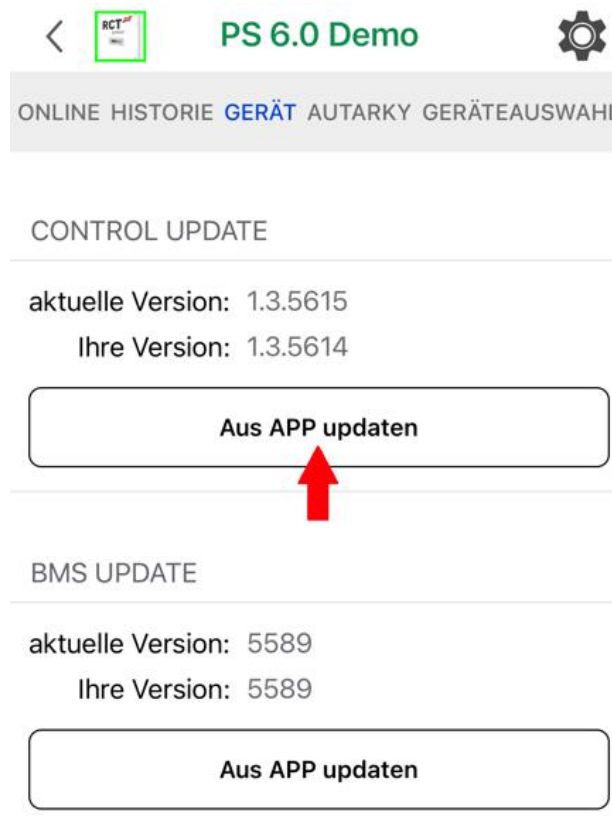 RCT
PS 6.0 Demo
ONLINE HISTORIE GERÄT AUTARKY GERÄTEAUSWAHL
CONTROL UPDATE
aktuelle Version: 1.3.5615
Ihre Version: 1.3.5614
Aus APP updaten
BMS UPDATE
aktuelle Version: 5589
Ihre Version: 5589
Aus APP updaten